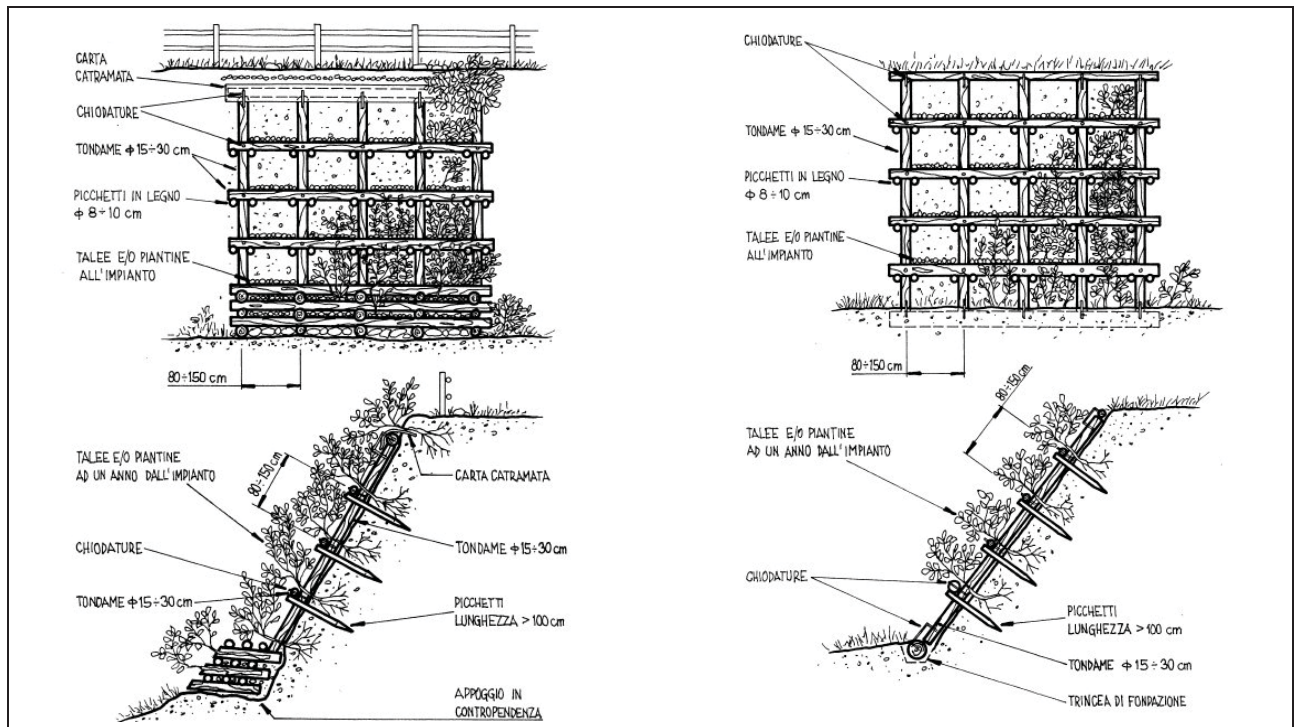 CARTA
CATRAMATA
CHIODATURE
TONDAME φ 15÷30 cm
PICCHETTI IN LEGNO
φ 8÷10 cm
TALEE E/O PIANTINE
ALL'IMPIANTO
80÷150 cm
CHIODATURE
TONDAME φ 15÷30 cm
PICCHETTI IN LEGNO
φ 8÷10 cm
TALEE E/O PIANTINE
ALL'IMPIANTO
80÷150 cm
TALEE E/O PIANTINE
AD UN ANNO DALL'IMPIANTO
80÷150 cm
CHIODATURE
TONDAME φ 15÷30 cm
CARTA CATRAMATA
TONDAME φ 15÷30 cm
PICCHETTI
LUNGHEZZA > 100 cm
APPOGGIO IN
CONTROPENDENZA
80÷150 cm
TALEE E/O PIANTINE
AD UN ANNO DALL'IMPIANTO
CHIODATURE
PICCHETTI
LUNGHEZZA > 100 cm
TONDAME φ 15÷30 cm
TRINCEA DI FONDAZIONE